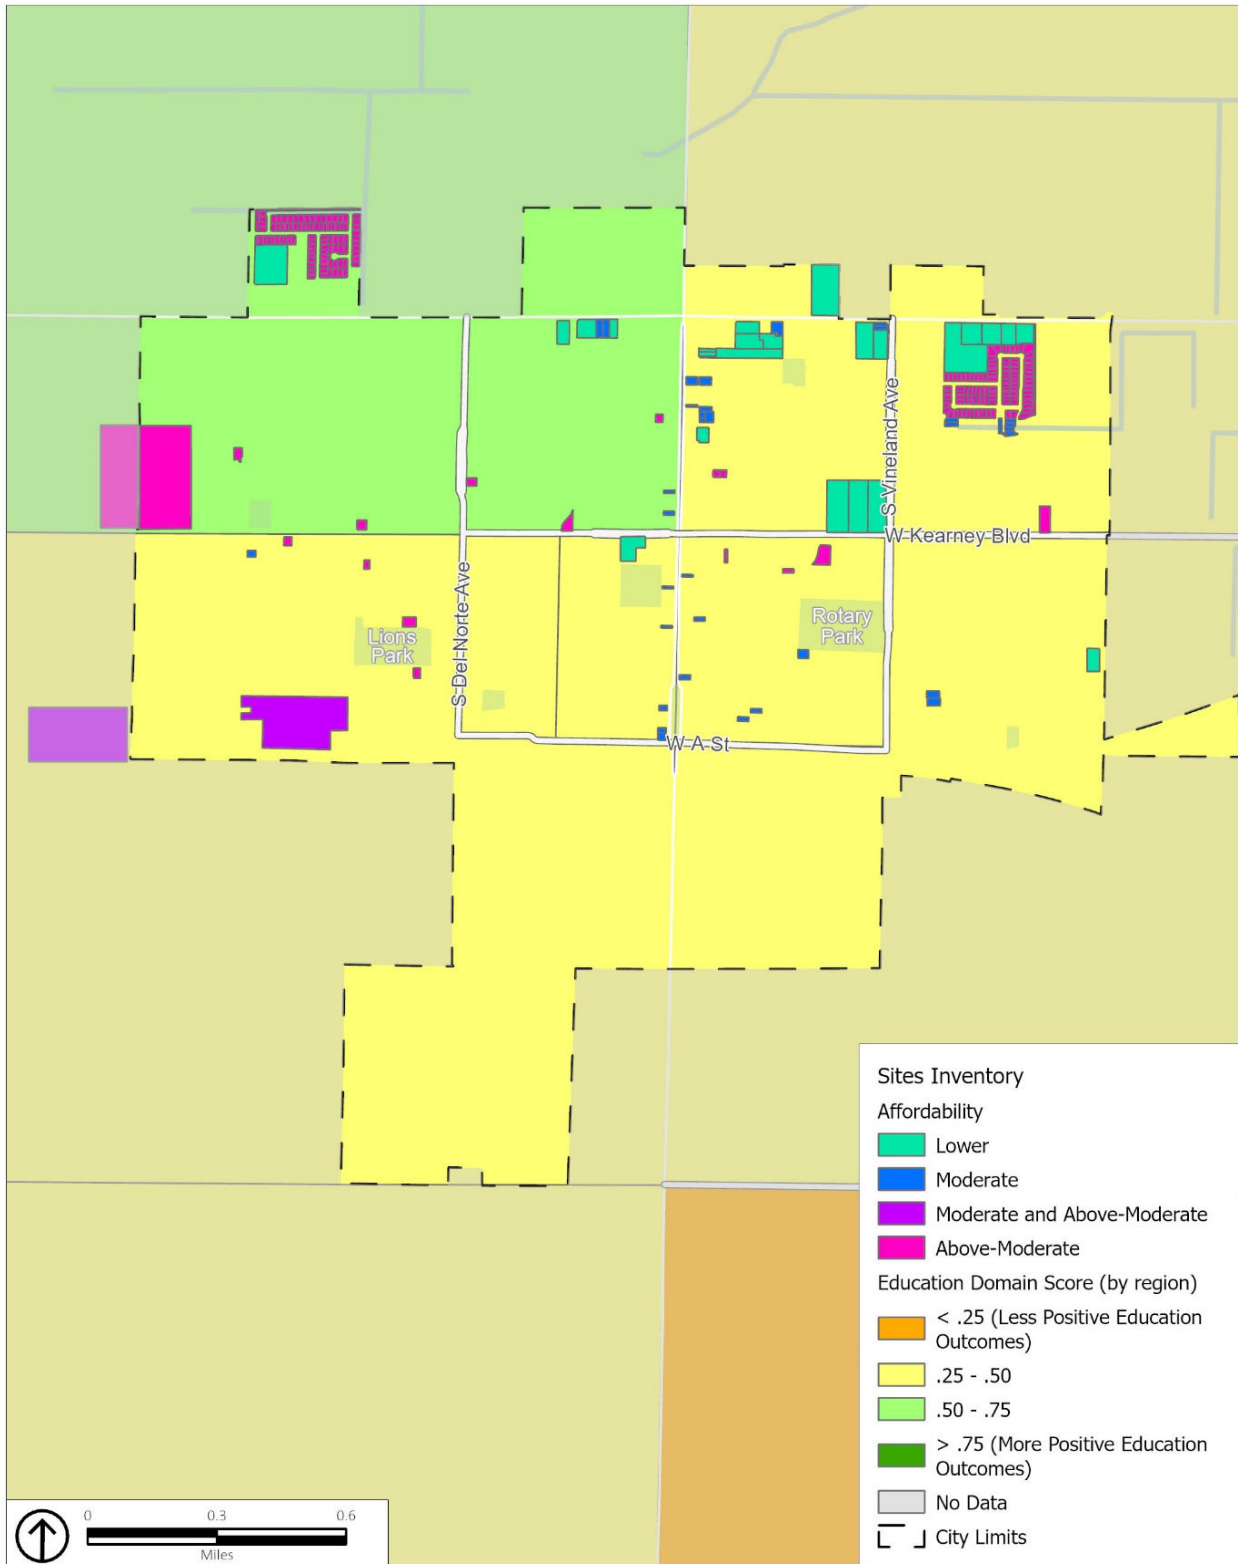 S Vineland Ave
W Kearney Blvd
S Del Norte Ave
Lions
Park
Rotary
Park
W A St
Sites Inventory
Affordability
Lower
Moderate
Moderate and Above-Moderate
Above-Moderate
Education Domain Score (by region)
< .25 (Less Positive Education
Outcomes)
.25 - .50
.50 - .75
> .75 (More Positive Education
Outcomes)
No Data
City Limits
0 0.3 0.6
Miles